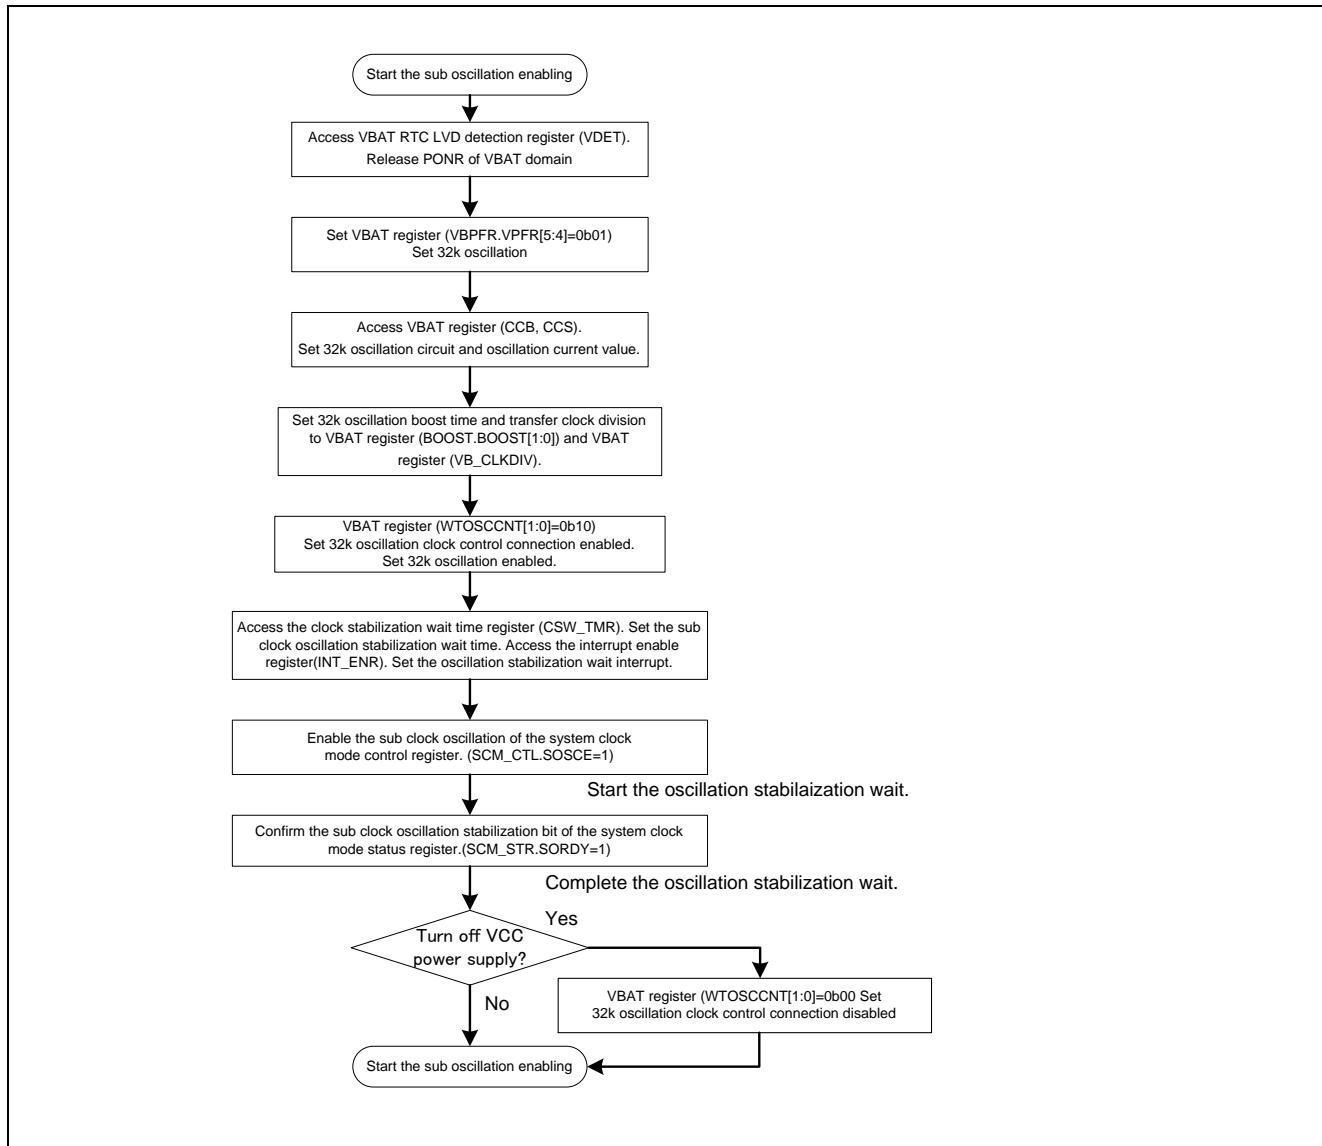 Start the sub oscillation enabling
Access VBAT RTC LVD detection register (VDET).
Release PONR of VBAT domain
Set VBAT register (VBPFR.VPFR[5:4]=0b01)
Set 32k oscillation
Access VBAT register (CCB, CCS).
Set 32k oscillation circuit and oscillation current value.
Set 32k oscillation boost time and transfer clock division
to VBAT register (BOOST.BOOST[1:0]) and VBAT
register (VB_CLKDIV).
VBAT register (WTOSCCNT[1:0]=0b10)
Set 32k oscillation clock control connection enabled.
Set 32k oscillation enabled.
Access the clock stabilization wait time register (CSW_TMR). Set the sub
clock oscillation stabilization wait time. Access the interrupt enable
register(INT_ENR). Set the oscillation stabilization wait interrupt.
Enable the sub clock oscillation of the system clock
mode control register. (SCM_CTL.SOSCE=1)
Start the oscillation stabilaization wait.
Confirm the sub clock oscillation stabilization bit of the system clock
mode status register.(SCM_STR.SORDY=1)
Complete the oscillation stabilization wait.
Yes
Turn off VCC
power supply?
VBAT register (WTOSCCNT[1:0]=0b00 Set
32k oscillation clock control connection disabled
No
Start the sub oscillation enabling